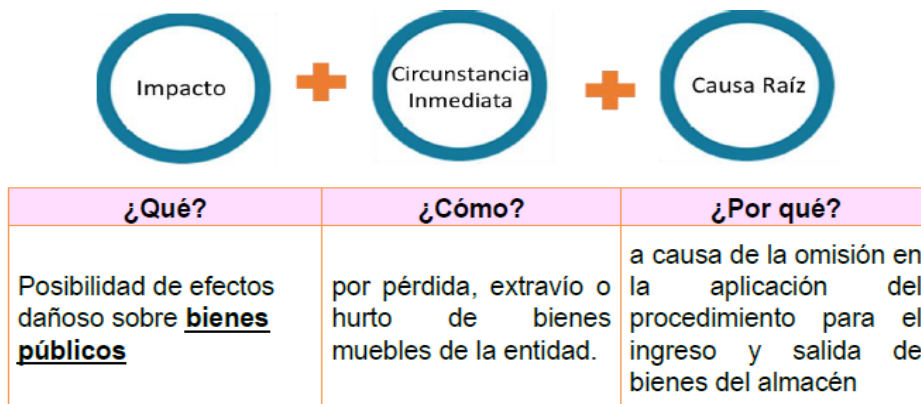 Impacto
Circunstancia
Inmediata
Causa Raíz
¿Qué?
¿Cómo?
¿Por qué?
Posibilidad de efectos
dañoso sobre bienes
públicos
por pérdida, extravío o
hurto de bienes
muebles de la entidad.
a causa de la omisión en
la aplicación del
procedimiento para el
ingreso y salida de
bienes del almacén